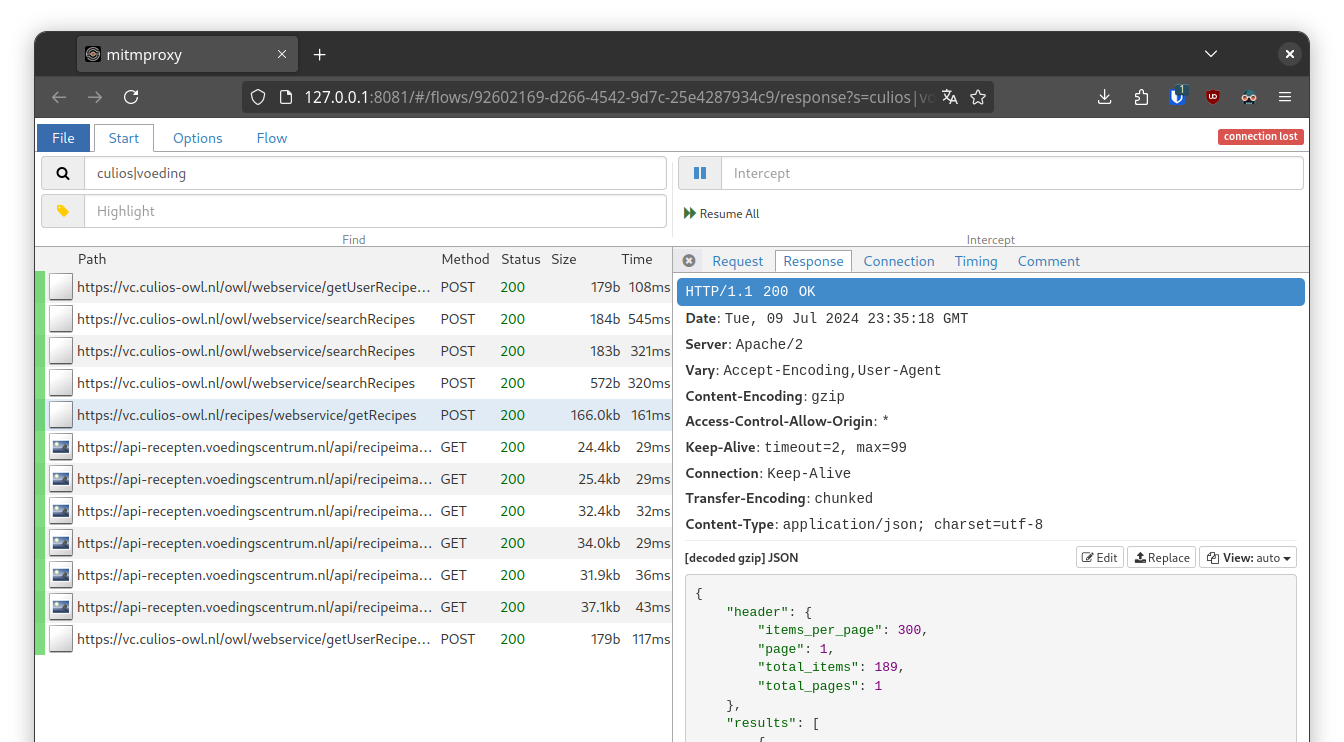 mitmproxy
127.0.0.1:8081/#/flows/92602169-d266-4542-9d7c-25e4287934c9/response?s=culios|vo
1
UD
File Start Options Flow connection lost
culios|voeding
Highlight
Find
Intercept
Resume All
Intercept
Path Method Status Size Time
https://vc.culios-owl.nl/owl/webservice/getUserRecipe... POST 200 179b 108ms
https://vc.culios-owl.nl/owl/webservice/searchRecipes POST 200 184b 545ms
https://vc.culios-owl.nl/owl/webservice/searchRecipes POST 200 183b 321ms
https://vc.culios-owl.nl/owl/webservice/searchRecipes POST 200 572b 320ms
https://vc.culios-owl.nl/recipes/webservice/getRecipes POST 200 166.0kb 161ms
https://api-recepten.voedingscentrum.nl/api/recipeima... GET 200 24.4kb 29ms
https://api-recepten.voedingscentrum.nl/api/recipeima... GET 200 25.4kb 29ms
https://api-recepten.voedingscentrum.nl/api/recipeima... GET 200 32.4kb 32ms
https://api-recepten.voedingscentrum.nl/api/recipeima... GET 200 34.0kb 29ms
https://api-recepten.voedingscentrum.nl/api/recipeima... GET 200 31.9kb 36ms
https://api-recepten.voedingscentrum.nl/api/recipeima... GET 200 37.1kb 43ms
https://vc.culios-owl.nl/owl/webservice/getUserRecipe... POST 200 179b 117ms
Request Response Connection Timing Comment
HTTP/1.1 200 OK
Date: Tue, 09 Jul 2024 23:35:18 GMT
Server: Apache/2
Vary: Accept-Encoding,User-Agent
Content-Encoding: gzip
Access-Control-Allow-Origin: *
Keep-Alive: timeout=2, max=99
Connection: Keep-Alive
Transfer-Encoding: chunked
Content-Type: application/json; charset=utf-8
[decoded gzip] JSON Edit Replace View: auto
{
"header": {
"items_per_page": 300,
"page": 1,
"total_items": 189,
"total_pages": 1
},
"results": [
{